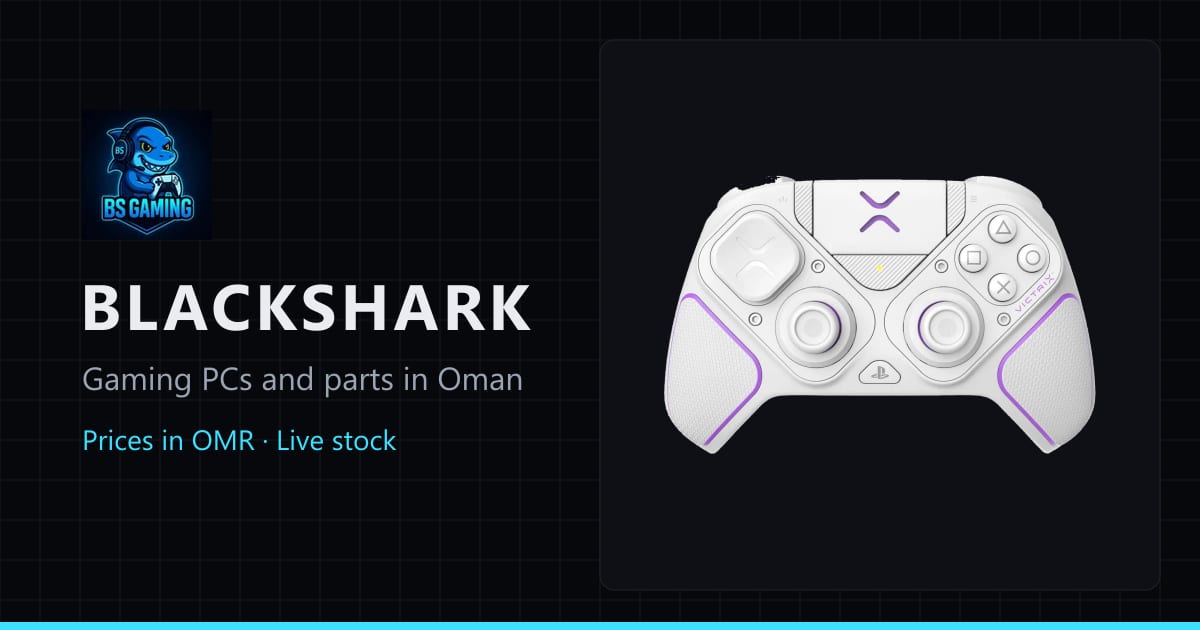 BS
BS GAMING
BLACKSHARK
Gaming PCs and parts in Oman
Prices in OMR · Live stock
VICTRIX